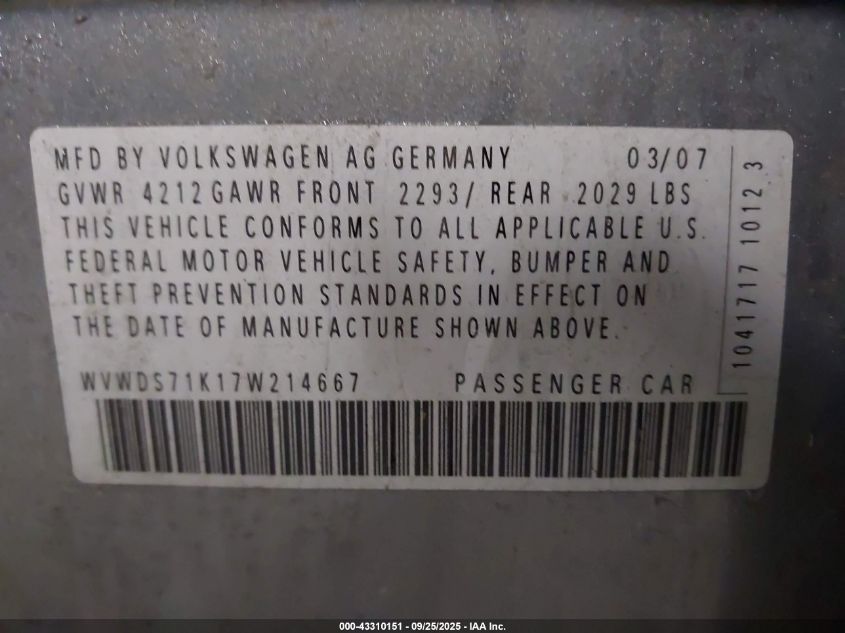 MFD BY VOLKSWAGEN AG GERMANY 03/07
GVWR 4212 GAWR FRONT 2293/ REAR 2029 LBS
THIS VEHICLE CONFORMS TO ALL APPLICABLE U.S.
FEDERAL MOTOR VEHICLE SAFETY, BUMPER AND
THEFT PREVENTION STANDARDS IN EFFECT ON
THE DATE OF MANUFACTURE SHOWN ABOVE.
WVWDS71K17W214667 PASSENGER CAR
1041717 1012 3
000-43310151 - 09/25/2025 - IAA Inc.